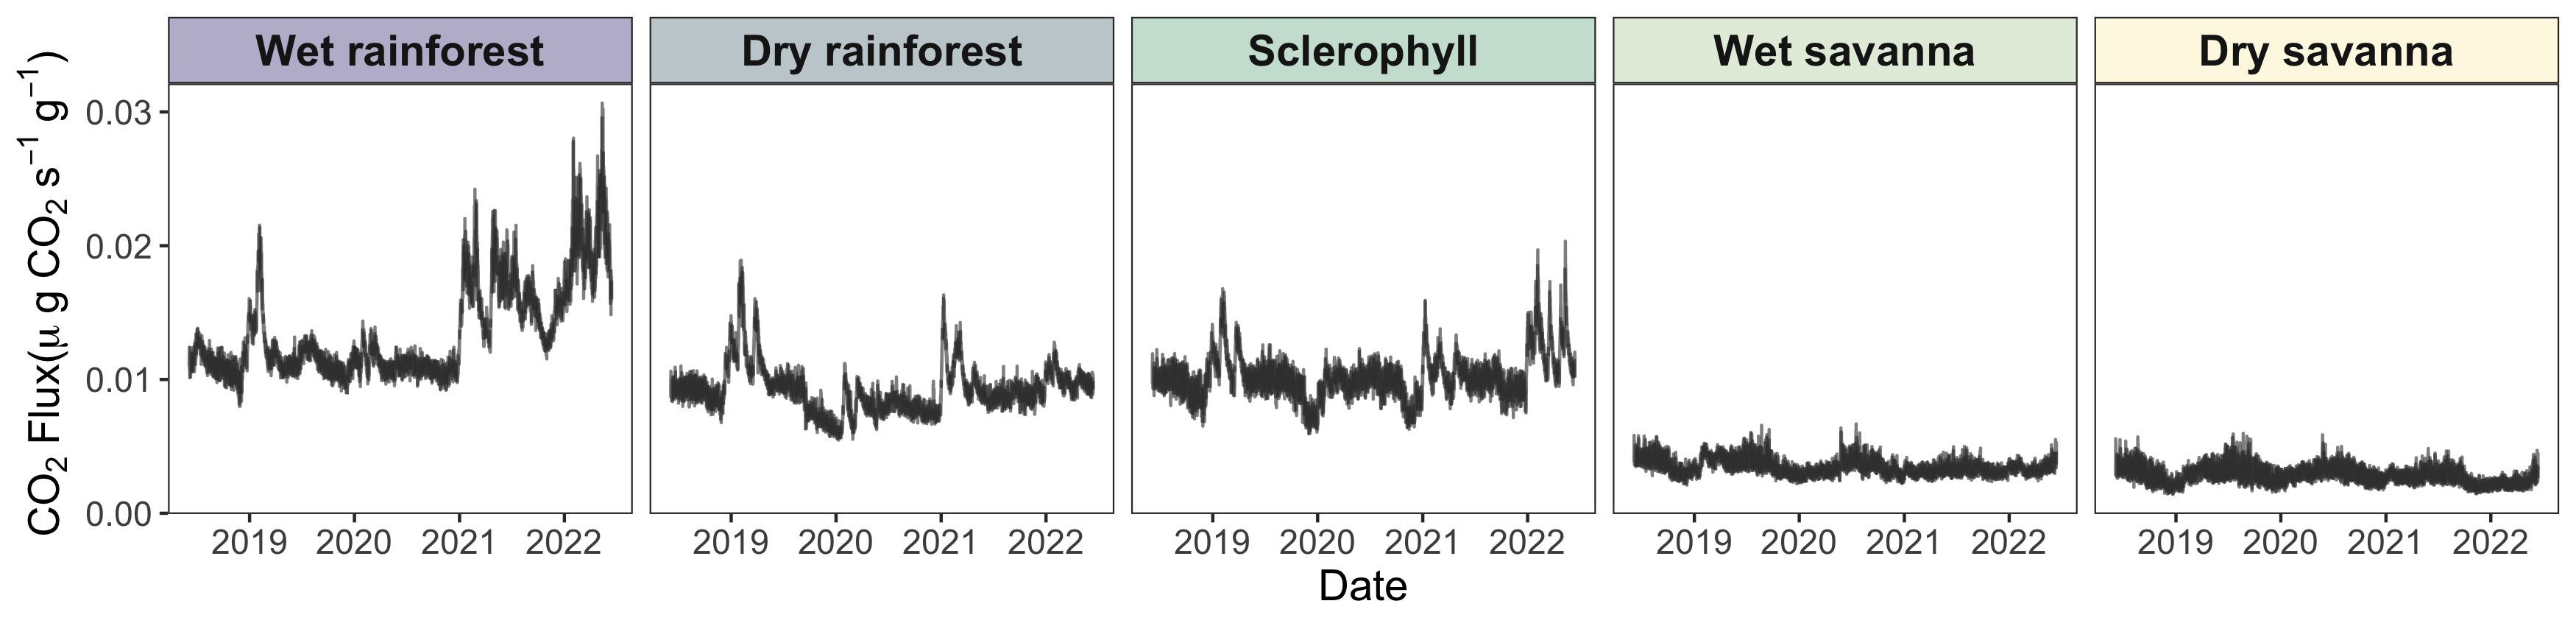 Wet rainforest Dry rainforest Sclerophyll Wet savanna Dry savanna
CO₂ Flux(μ g CO₂ s⁻¹ g⁻¹)
0.03
0.02
0.01
0.00
2019 2020 2021 2022 2019 2020 2021 2022 2019 2020 2021 2022 2019 2020 2021 2022 2019 2020 2021 2022
Date